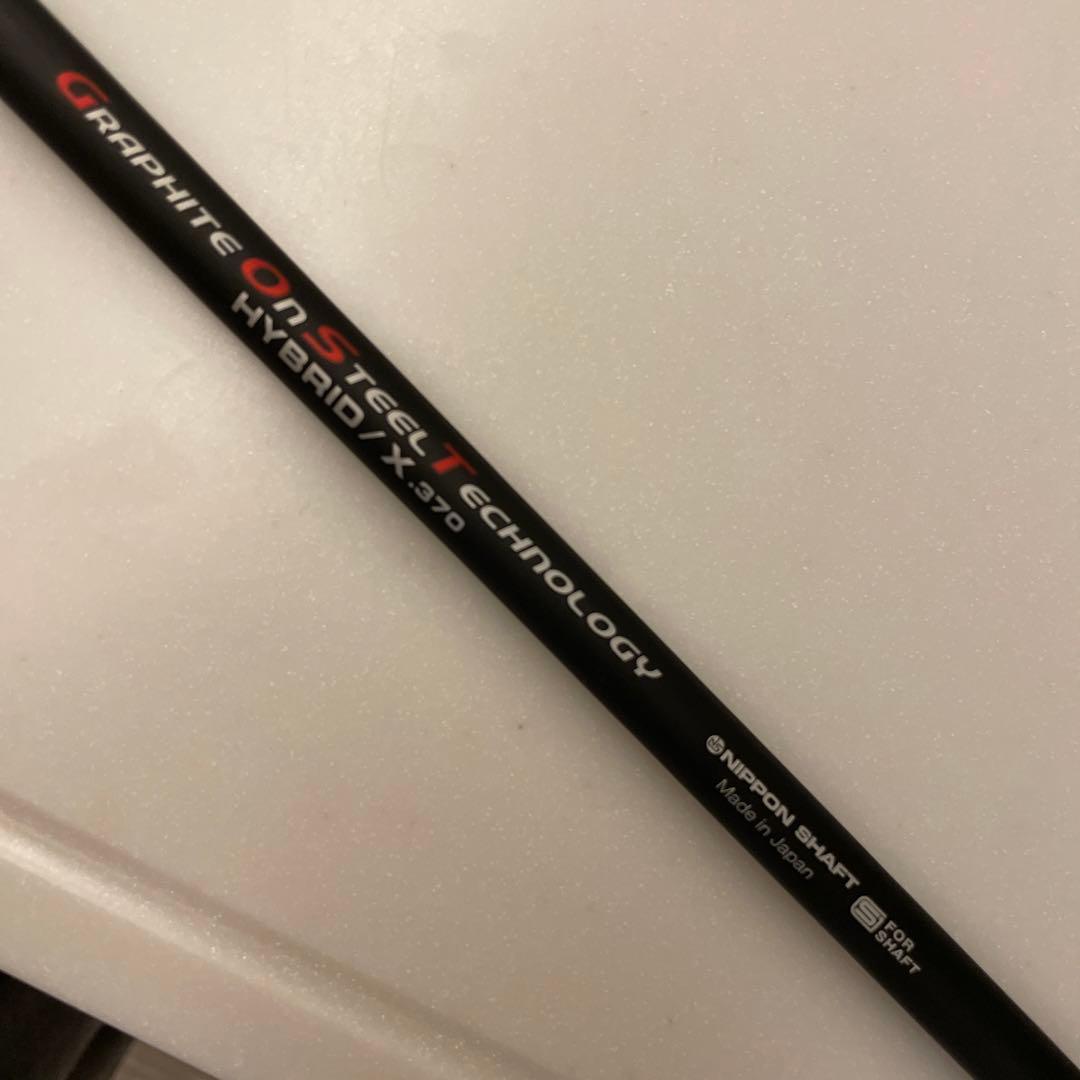 GRAPHITE On STEEL TECHnOLOGY
HYBRID / X .370
NIPPON SHAFT
Made in Japan
S FOR
SHAFT